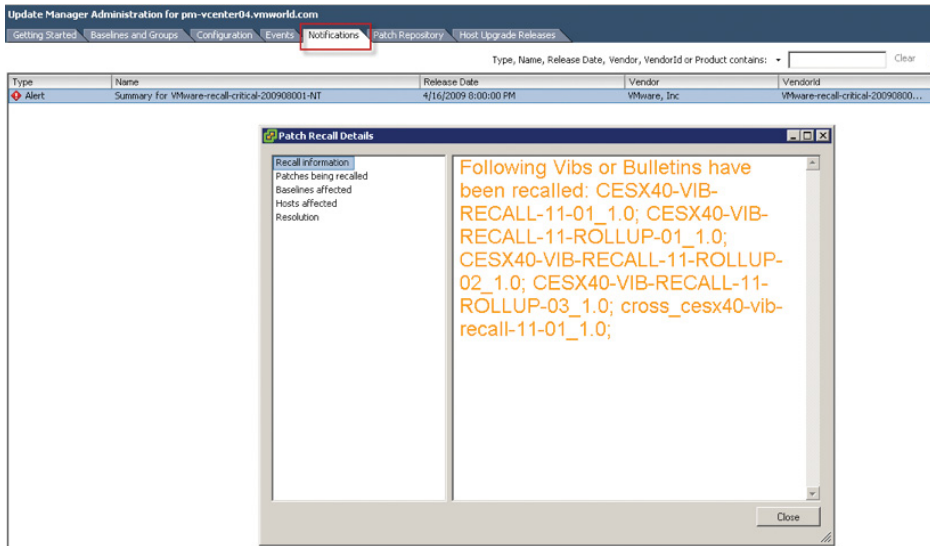 Update Manager Administration for pm-vcenter04.vmworld.com
Getting Started Baselines and Groups Configuration Events Notifications Patch Repository Host Upgrade Releases
Type, Name, Release Date, Vendor, VendorId or Product contains: Clear
Type Name Release Date Vendor VendorId
Alert Summary for VMware-recall-critical-200908001-NT 4/16/2009 8:00:00 PM VMware, Inc VMware-recall-critical-20090800...
Patch Recall Details
Recall information
Patches being recalled
Baselines affected
Hosts affected
Resolution
Following Vibs or Bulletins have
been recalled: CESX40-VIB-
RECALL-11-01_1.0; CESX40-VIB-
RECALL-11-ROLLUP-01_1.0;
CESX40-VIB-RECALL-11-ROLLUP-
02_1.0; CESX40-VIB-RECALL-11-
ROLLUP-03_1.0; cross_cesx40-vib-
recall-11-01_1.0;
Close